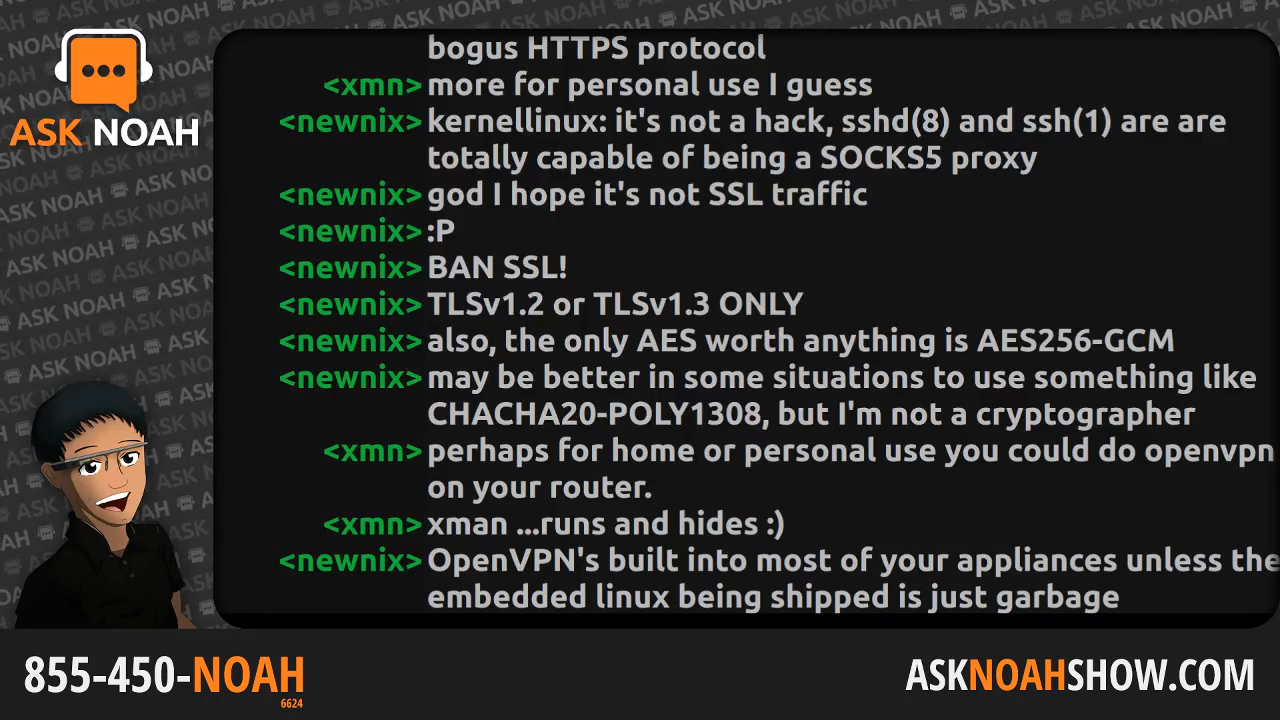 ASK NOAH
bogus HTTPS protocol
<xmn> more for personal use I guess
<newnix> kernellinux: it's not a hack, sshd(8) and ssh(1) are are
totally capable of being a SOCKS5 proxy
<newnix> god I hope it's not SSL traffic
<newnix> :P
<newnix> BAN SSL!
<newnix> TLSv1.2 or TLSv1.3 ONLY
<newnix> also, the only AES worth anything is AES256-GCM
<newnix> may be better in some situations to use something like
CHACHA20-POLY1308, but I'm not a cryptographer
<xmn> perhaps for home or personal use you could do openvpn
on your router.
<xmn> xman ...runs and hides :)
<newnix> OpenVPN's built into most of your appliances unless the
embedded linux being shipped is just garbage
855-450-NOAH
6624
ASKNOAHSHOW.COM